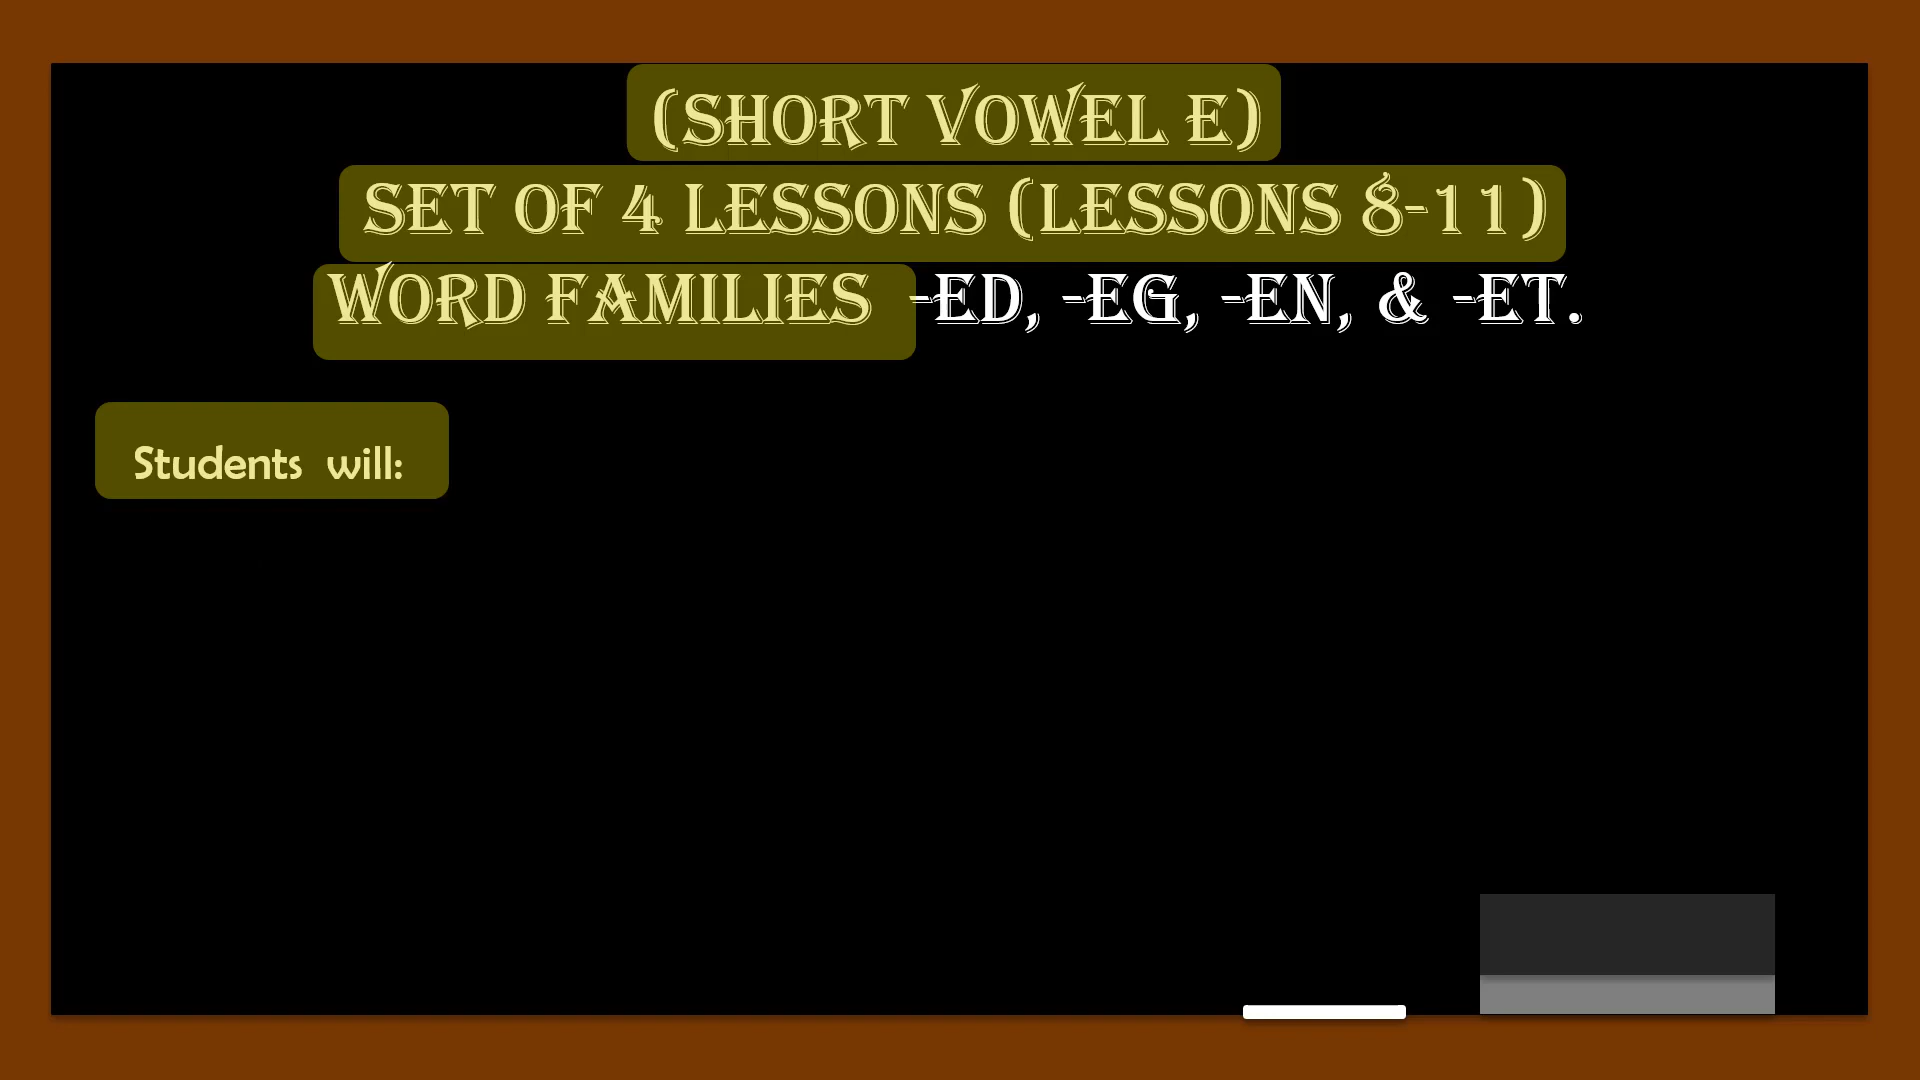 (SHORT VOWEL E)
SET OF 4 LESSONS (LESSONS 8-11)
WORD FAMILIES -ED, -EG, -EN, & -ET.
Students will: